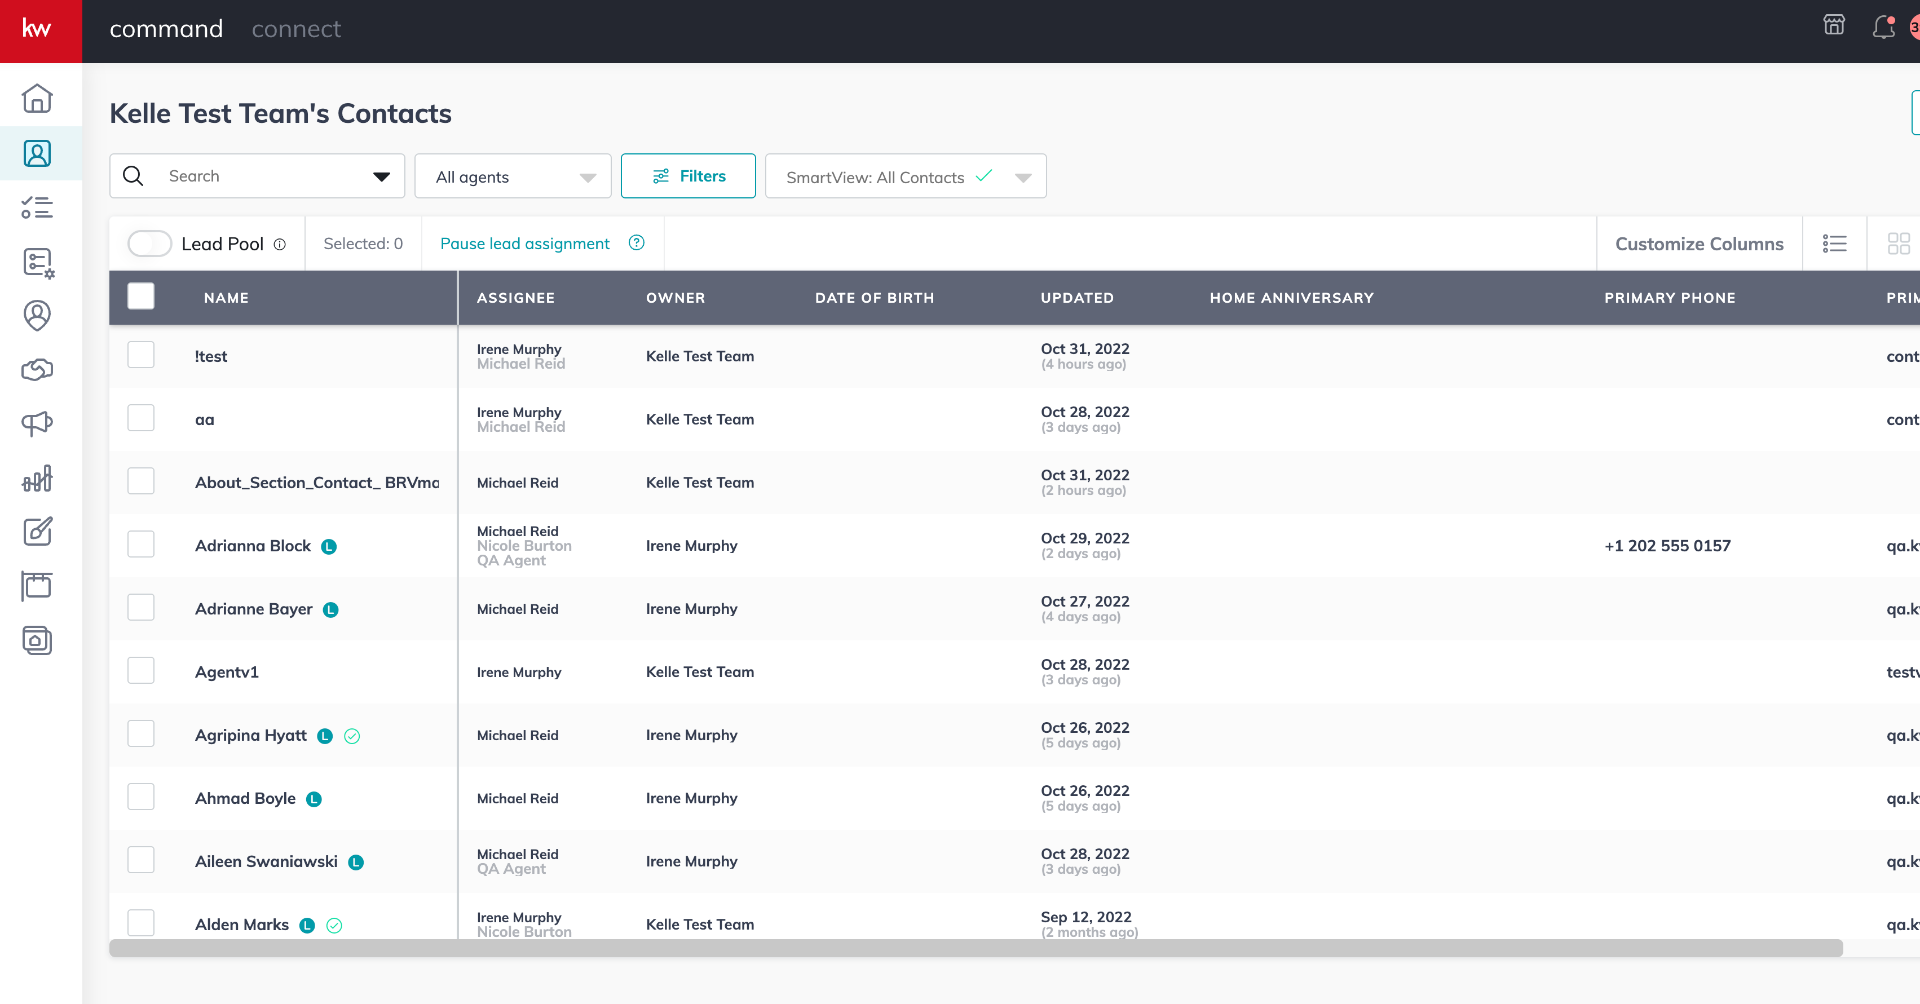 kw command connect
3
Kelle Test Team's Contacts
Search All agents Filters SmartView: All Contacts
Lead Pool Selected: 0 Pause lead assignment Customize Columns
NAME ASSIGNEE OWNER DATE OF BIRTH UPDATED HOME ANNIVERSARY PRIMARY PHONE PRIM
!test Irene Murphy Kelle Test Team Oct 31, 2022 cont
Michael Reid (4 hours ago)
aa Irene Murphy Kelle Test Team Oct 28, 2022 cont
Michael Reid (3 days ago)
About_Section_Contact_ BRVma Michael Reid Kelle Test Team Oct 31, 2022
(2 hours ago)
Adrianna Block L Michael Reid Irene Murphy Oct 29, 2022 +1 202 555 0157 qa.k
Nicole Burton (2 days ago)
QA Agent
Adrianne Bayer L Michael Reid Irene Murphy Oct 27, 2022 qa.k
(4 days ago)
Agentv1 Irene Murphy Kelle Test Team Oct 28, 2022 test
(3 days ago)
Agripina Hyatt L Michael Reid Irene Murphy Oct 26, 2022 qa.k
(5 days ago)
Ahmad Boyle L Michael Reid Irene Murphy Oct 26, 2022 qa.k
(5 days ago)
Aileen Swaniawski L Michael Reid Irene Murphy Oct 28, 2022 qa.k
QA Agent (3 days ago)
Alden Marks L Irene Murphy Kelle Test Team Sep 12, 2022 qa.k
Nicole Burton (2 months ago)